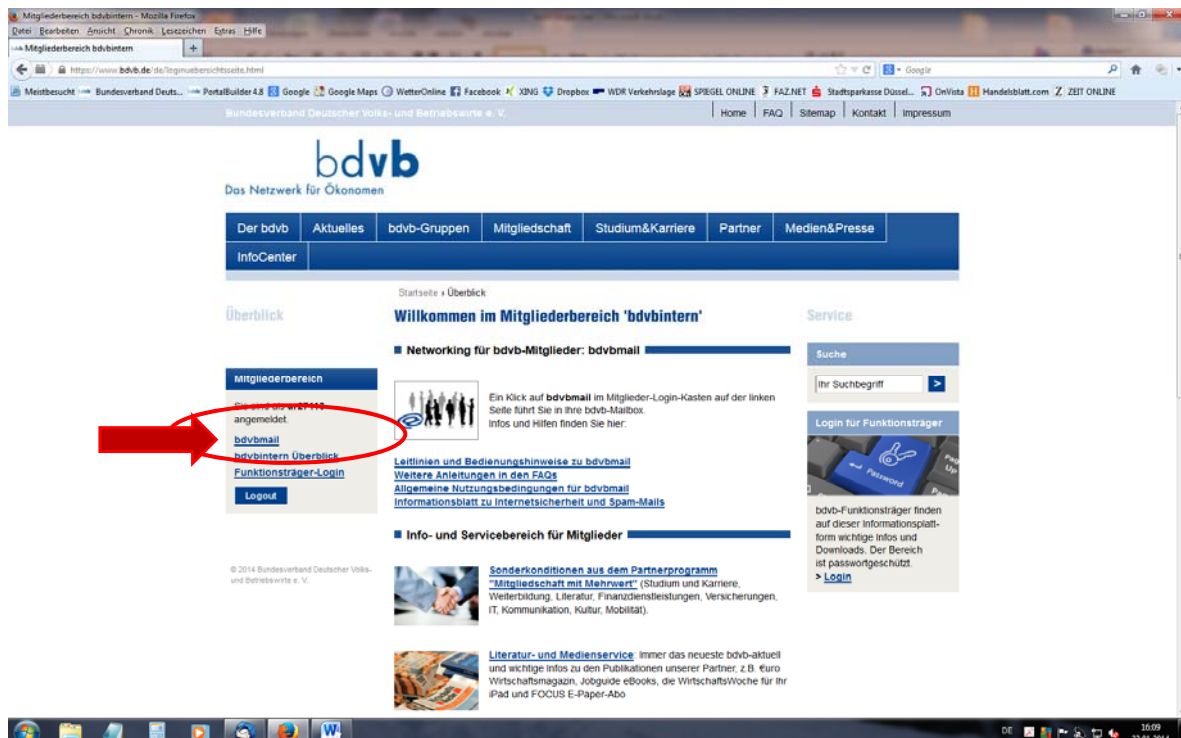 Mitgliederbereich bdvbintern - Mozilla Firefox
Datei Bearbeiten Ansicht Chronik Lesezeichen Extras Hilfe
Mitgliederbereich bdvbintern
https://www.bdvb.de/de/loginuebersichtsseite.html
Google
Meistbesucht Bundesverband Deuts... PortalBuilder 4.8 Google Google Maps WetterOnline Facebook XING Dropbox WDR Verkehrslage SPIEGEL ONLINE FAZ.NET Stadtsparkasse Düssel... OnVista Handelsblatt.com ZEIT ONLINE
Bundesverband Deutscher Volks- und Betriebswirte e. V.
Home FAQ Sitemap Kontakt Impressum
bdvb
Das Netzwerk für Ökonomen
Der bdvb Aktuelles bdvb-Gruppen Mitgliedschaft Studium&Karriere Partner Medien&Presse
InfoCenter
Startseite › Überblick
Überblick
Mitgliederbereich
Sie sind als
angemeldet.
bdvbmail
bdvbintern Überblick
Funktionsträger-Login
Logout
© 2014 Bundesverband Deutscher Volks-
und Betriebswirte e. V.
Willkommen im Mitgliederbereich 'bdvbintern'
Networking für bdvb-Mitglieder: bdvbmail
Ein Klick auf bdvbmail im Mitglieder-Login-Kasten auf der linken
Seite führt Sie in Ihre bdvb-Mailbox.
Infos und Hilfen finden Sie hier:
Leitlinien und Bedienungshinweise zu bdvbmail
Weitere Anleitungen in den FAQs
Allgemeine Nutzungsbedingungen für bdvbmail
Informationsblatt zu Internetsicherheit und Spam-Mails
Info- und Servicebereich für Mitglieder
Sonderkonditionen aus dem Partnerprogramm
"Mitgliedschaft mit Mehrwert" (Studium und Karriere,
Weiterbildung, Literatur, Finanzdienstleistungen, Versicherungen,
IT, Kommunikation, Kultur, Mobilität).
Literatur- und Medienservice: Immer das neueste bdvb-aktuell
und wichtige Infos zu den Publikationen unserer Partner, z.B. €uro
Wirtschaftsmagazin, Jobguide eBooks, die WirtschaftsWoche für Ihr
iPad und FOCUS E-Paper-Abo
Service
Suche
Ihr Suchbegriff >
Login für Funktionsträger
Password
Page
Up
bdvb-Funktionsträger finden
auf dieser Informationsplatt-
form wichtige Infos und
Downloads. Der Bereich
ist passwortgeschützt.
> Login
DE
16:09